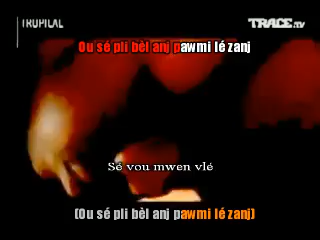 TROPICAL
TRACE.TV
Ou sé pli bèl anj pawmi lé zanj
Sé vou mwen vlé
(Ou sé pli bèl anj pawmi lé zanj)